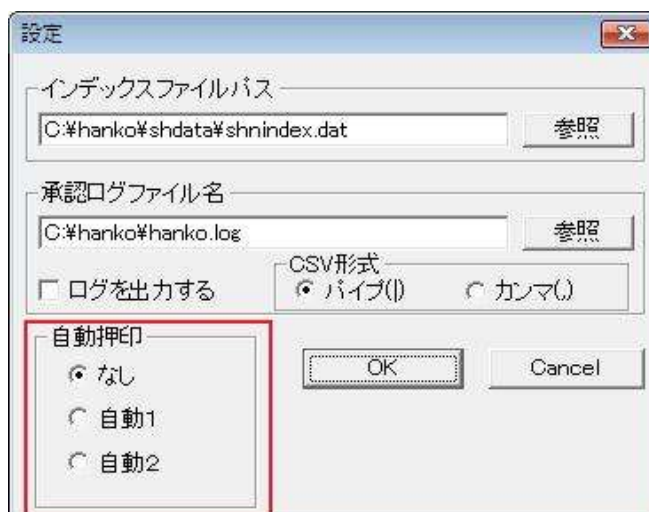 設定
インデックスファイルパス
C:¥hanko¥shdata¥shnindex.dat 参照
承認ログファイル名
C:¥hanko¥hanko.log 参照
CSV形式
ログを出力する パイプ(|) カンマ(,)
自動押印
なし OK Cancel
自動1
自動2